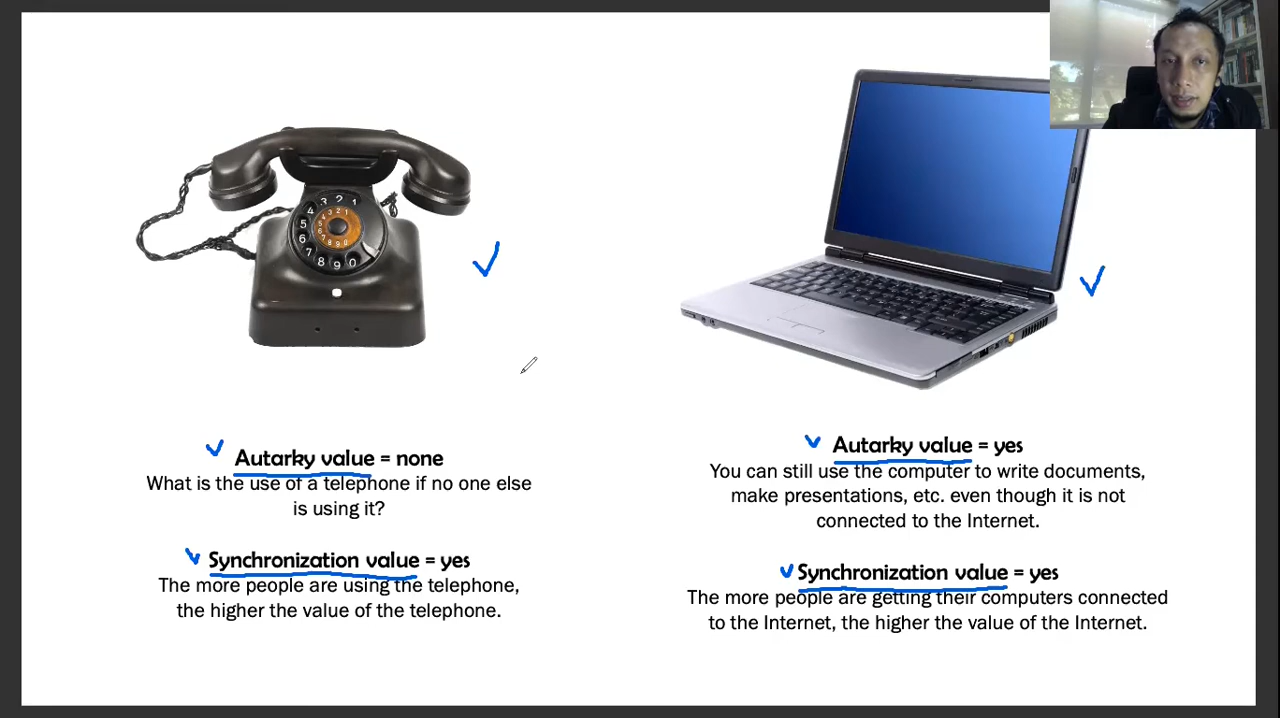 Autarky value = none
What is the use of a telephone if no one else
is using it?
Synchronization value = yes
The more people are using the telephone,
the higher the value of the telephone.
Autarky value = yes
You can still use the computer to write documents,
make presentations, etc. even though it is not
connected to the Internet.
Synchronization value = yes
The more people are getting their computers connected
to the Internet, the higher the value of the Internet.